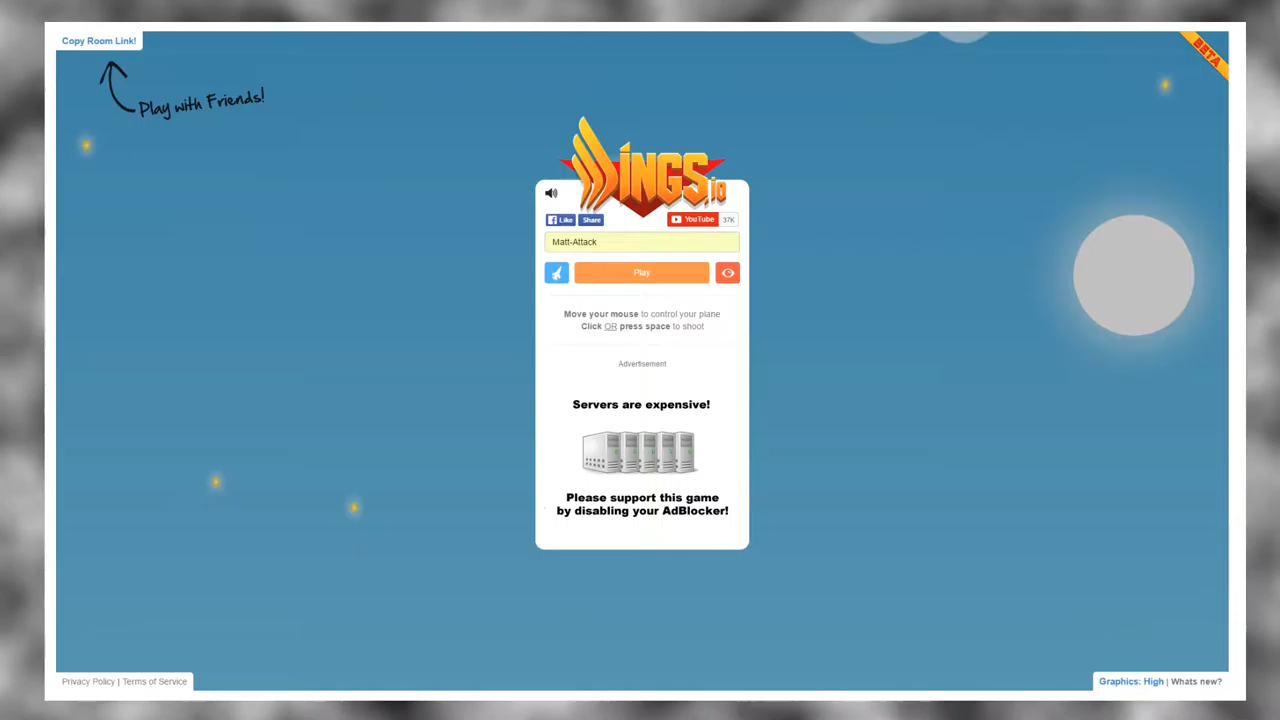 Copy Room Link!
BETA
Play with Friends!
WiNGS.io
Like Share YouTube 37K
Matt-Attack
Play
Move your mouse to control your plane
Click OR press space to shoot
Advertisement
Servers are expensive!
Please support this game
by disabling your AdBlocker!
Privacy Policy | Terms of Service
Graphics: High | Whats new?